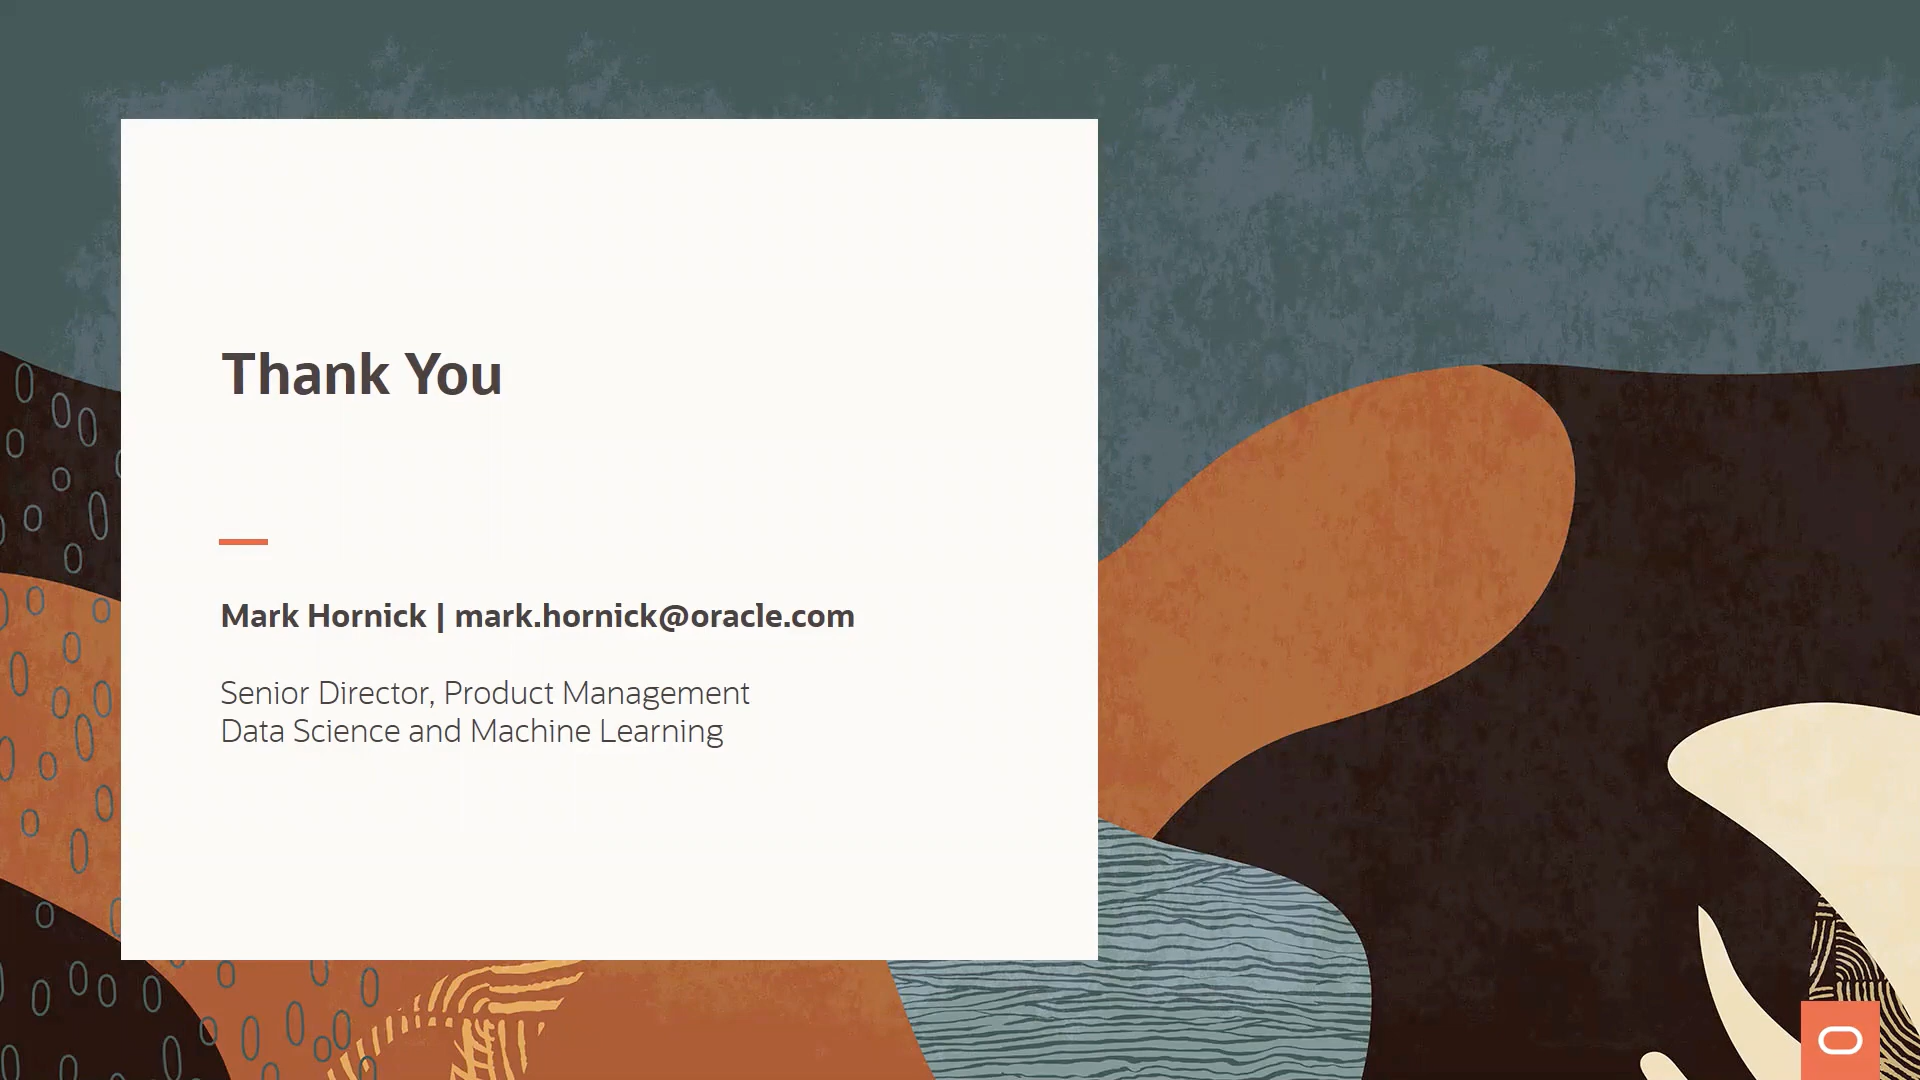 Thank You
Mark Hornick | mark.hornick@oracle.com
Senior Director, Product Management
Data Science and Machine Learning